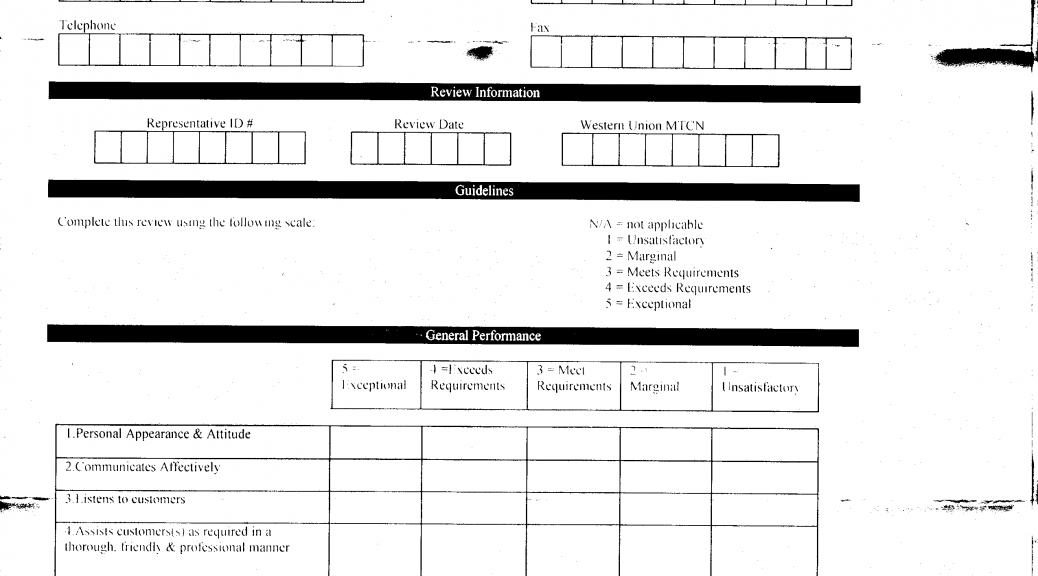 Telephone
Fax
Review Information
Representative ID #
Review Date
Western Union MTCN
Guidelines
Complete this review using the following scale:
N/A = not applicable
1 = Unsatisfactory
2 = Marginal
3 = Meets Requirements
4 = Exceeds Requirements
5 = Exceptional
General Performance
5 =
Exceptional
4 =Exceeds
Requirements
3 = Meet
Requirements
2 =
Marginal
1 =
Unsatisfactory
1.Personal Appearance & Attitude
2.Communicates Affectively
3.Listens to customers
4.Assists customers(s) as required in a
thorough, friendly & professional manner